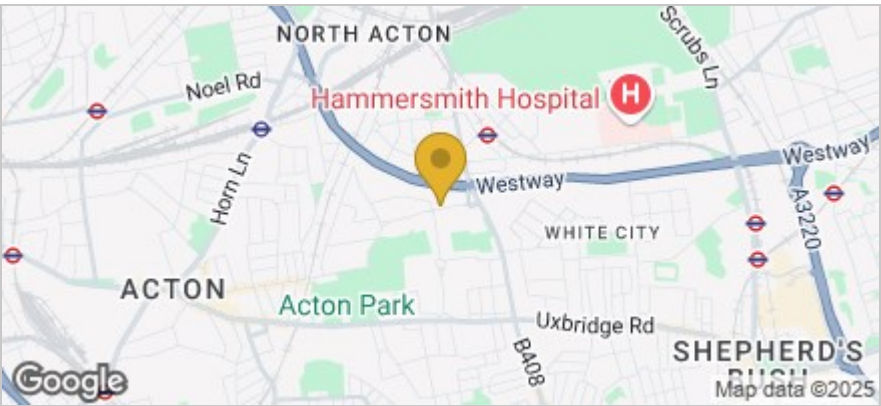 NORTH ACTON
Scrubs Ln
Noel Rd
Hammersmith Hospital H
Westway
Horn Ln
Westway
A3220
WHITE CITY
ACTON
Acton Park
Uxbridge Rd
B408
SHEPHERD'S
BUSH
Google
Map data ©2025